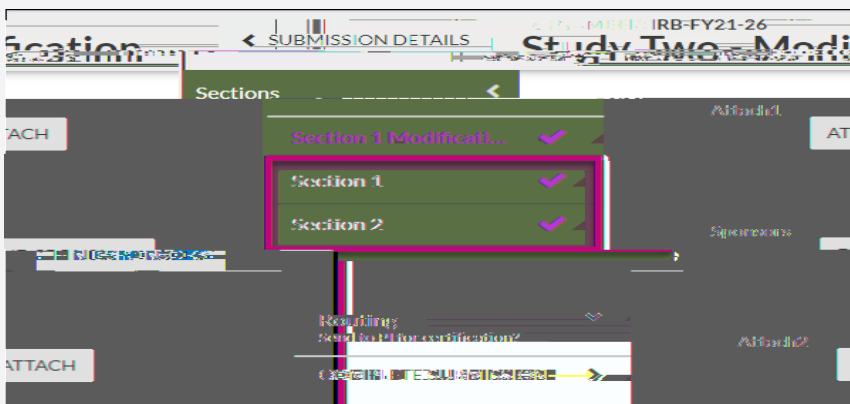 IRB-FY21-26
SUBMISSION DETAILS
Study Two - Modi
fication
Sections
Attach1
TACH
AT
Section 1 Modificati...
Section 1
Section 2
Sponsors
Routing
Send to PI for certification?
Attach2
ATTACH